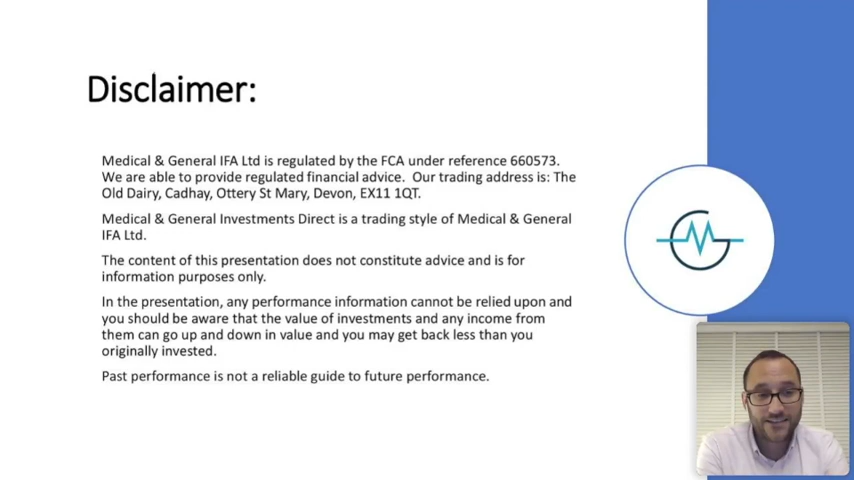 Disclaimer:
Medical & General IFA Ltd is regulated by the FCA under reference 660573.
We are able to provide regulated financial advice.  Our trading address is: The
Old Dairy, Cadhay, Ottery St Mary, Devon, EX11 1QT.
Medical & General Investments Direct is a trading style of Medical & General
IFA Ltd.
The content of this presentation does not constitute advice and is for
information purposes only.
In the presentation, any performance information cannot be relied upon and
you should be aware that the value of investments and any income from
them can go up and down in value and you may get back less than you
originally invested.
Past performance is not a reliable guide to future performance.